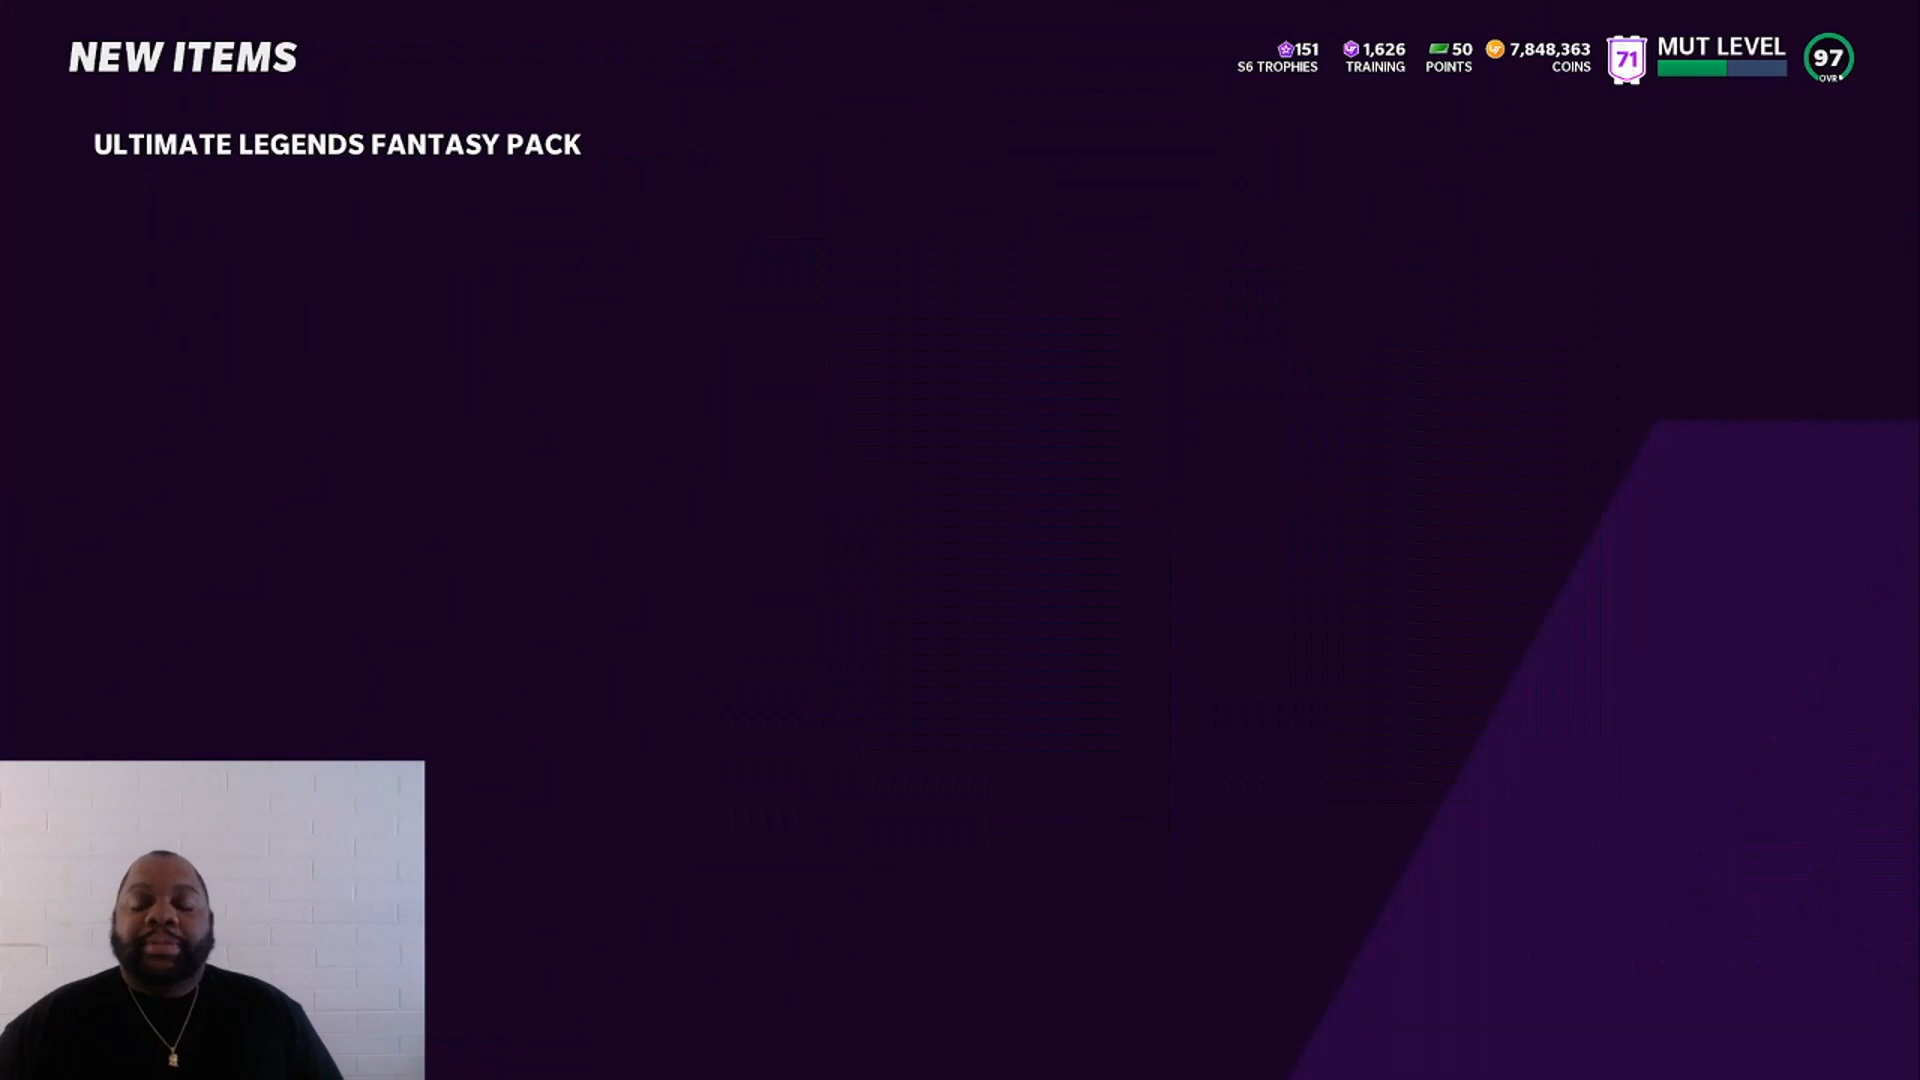 NEW ITEMS
151
S6 TROPHIES
1,626
TRAINING
50
POINTS
7,848,363
COINS
71
MUT LEVEL
97
OVR
ULTIMATE LEGENDS FANTASY PACK